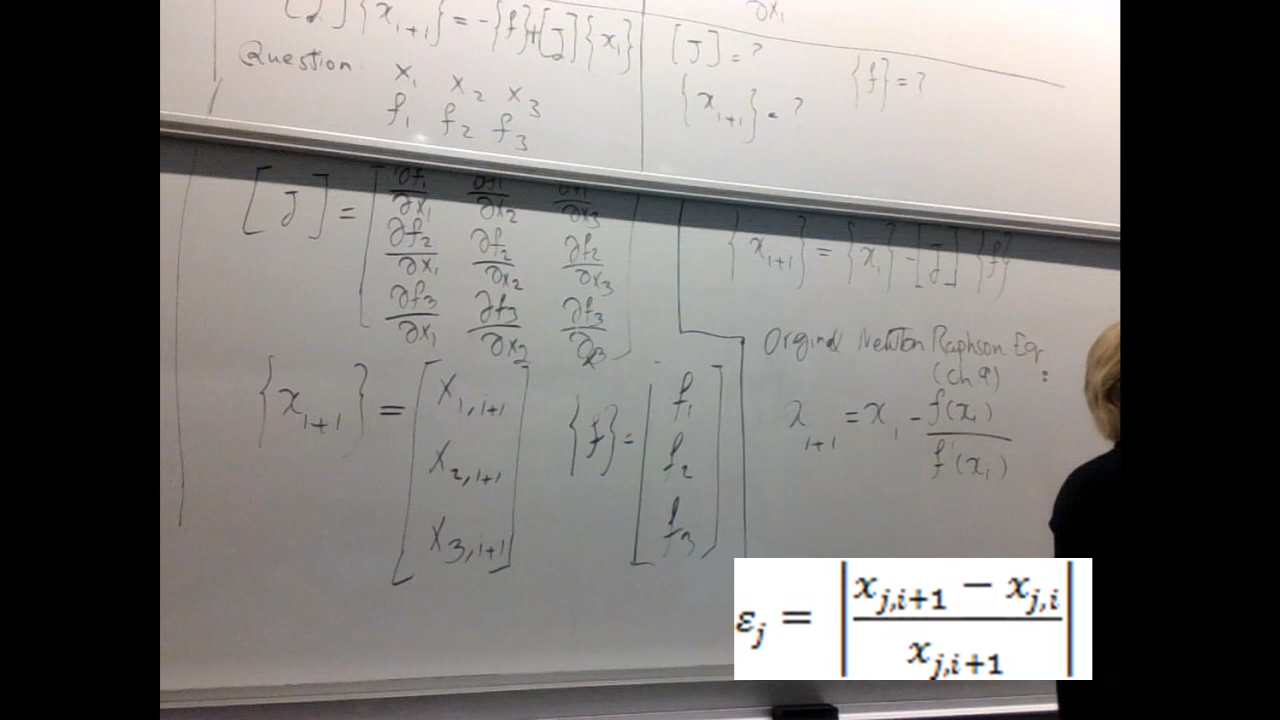 [J]{x_{i+1}} = -{f}+[J]{x_i}
∂x_1
Question
x_1 x_2 x_3
f_1 f_2 f_3
[J] = ?
{f} = ?
{x_{i+1}} = ?
[J] = [∂f_1/∂x_1 ∂f_1/∂x_2 ∂f_1/∂x_3
∂f_2/∂x_1 ∂f_2/∂x_2 ∂f_2/∂x_3
∂f_3/∂x_1 ∂f_3/∂x_2 ∂f_3/∂x_3]
{x_{i+1}} = [x_{1,i+1}
x_{2,i+1}
x_{3,i+1}]
{f} = [f_1
f_2
f_3]
{x_{i+1}} = {x_i} - [J] {f}
Orginal Newton Raphson Eq.
(ch 9) :
x_{i+1} = x_i - f(x_i)/f'(x_i)
ε_j = |(x_{j,i+1} − x_{j,i})/x_{j,i+1}|